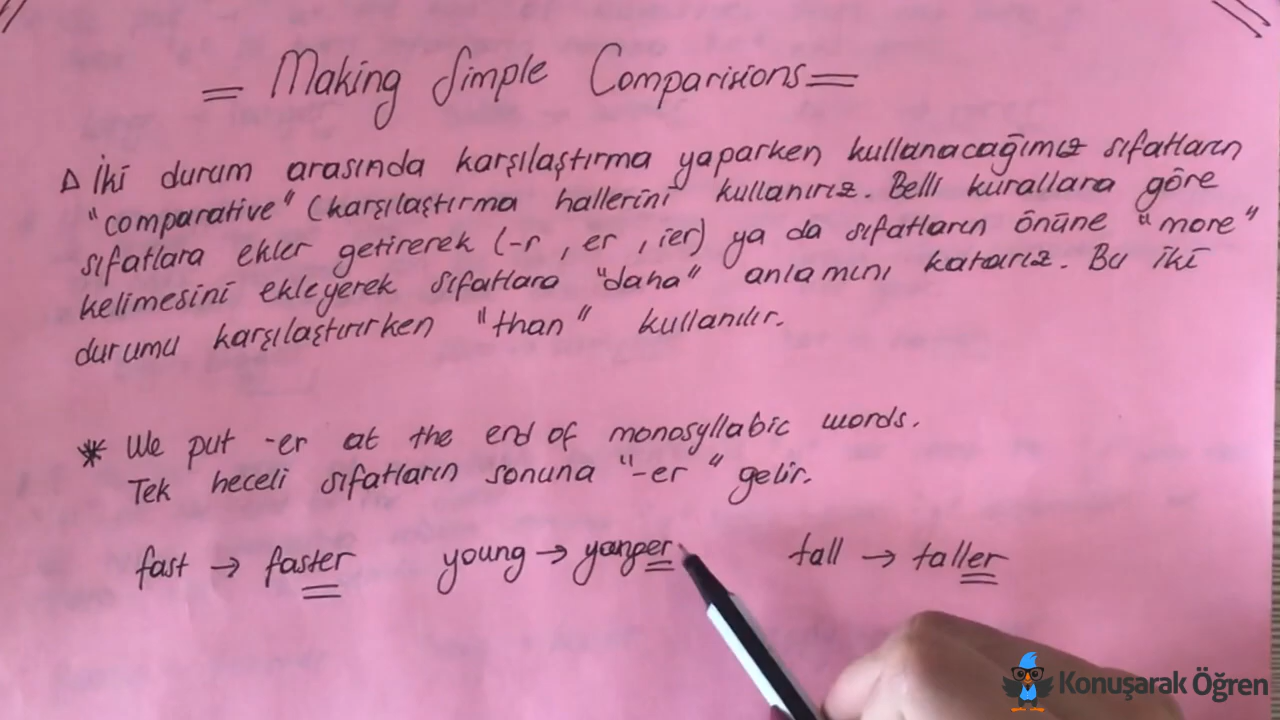 = Making Simple Comparisions =
Δ İki durum arasında karşılaştırma yaparken kullanacağımız sıfatların
"comparative" (karşılaştırma hallerini kullanırız. Belli kurallara göre
sıfatlara ekler getirerek (-r, er, ier) ya da sıfatların önüne "more"
kelimesini ekleyerek sıfatlara "daha" anlamını katarız. Bu iki
durumu karşılaştırırken "than" kullanılır.
* We put -er at the end of monosyllabic words.
Tek heceli sıfatların sonuna "-er" gelir.
fast → faster young → yonger tall → taller
Konuşarak Öğren